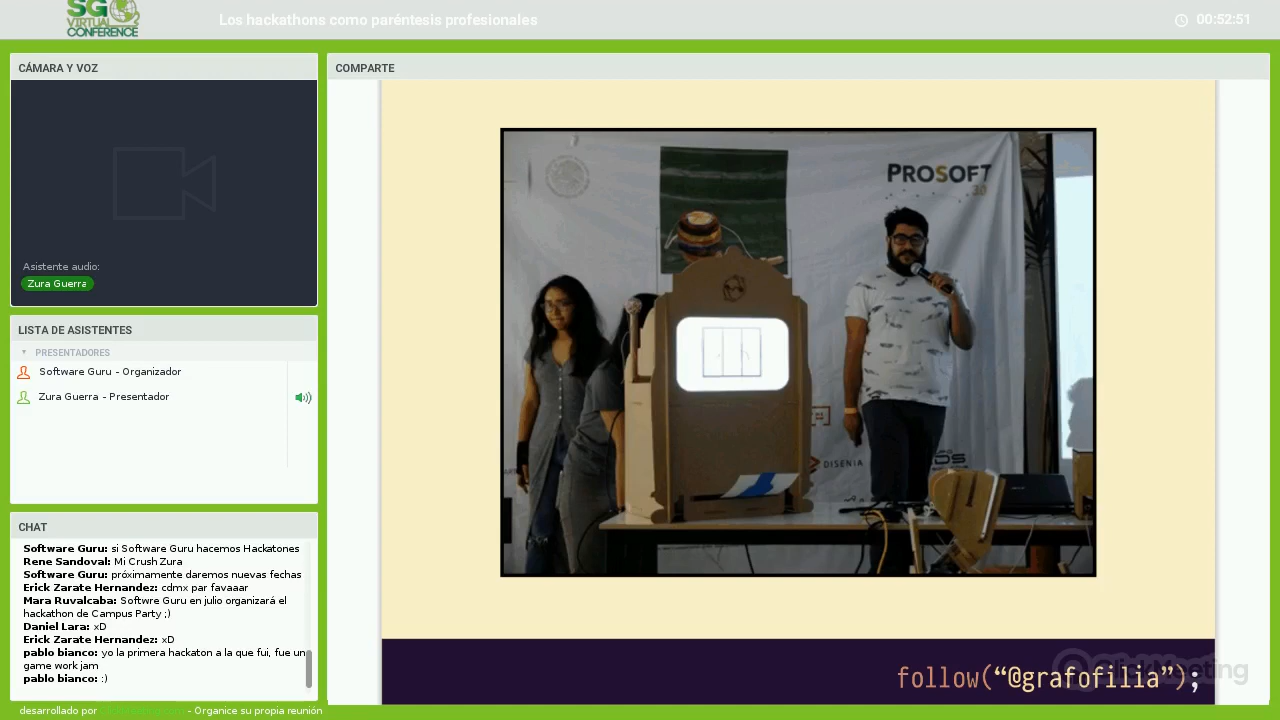 SG
VIRTUAL
CONFERENCE
Los hackathons como paréntesis profesionales
00:52:51
CÁMARA Y VOZ
Asistente audio:
Zura Guerra
LISTA DE ASISTENTES
PRESENTADORES
Software Guru - Organizador
Zura Guerra - Presentador
CHAT
Software Guru: si Software Guru hacemos Hackatones
Rene Sandoval: Mi Crush Zura
Software Guru: próximamente daremos nuevas fechas
Erick Zarate Hernandez: cdmx par favaaar
Mara Ruvalcaba: Softwre Guru en julio organizará el
hackathon de Campus Party ;)
Daniel Lara: xD
Erick Zarate Hernandez: xD
pablo bianco: yo la primera hackaton a la que fui, fue un
game work jam
pablo bianco: :)
desarrollado por - Organice su propia reunión
COMPARTE
PROSOFT
3.0
DISENIA
follow(“@grafofilia”);
ClickMeeting